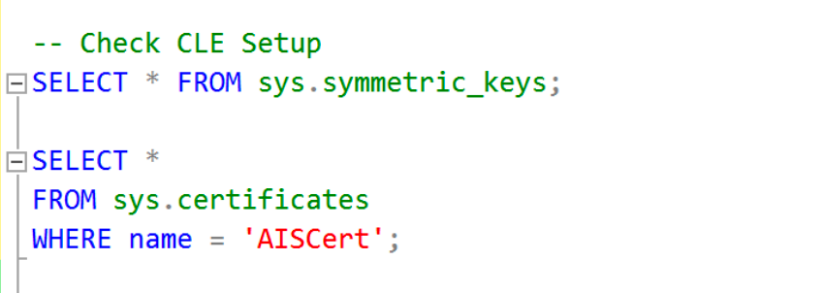 -- Check CLE Setup
SELECT * FROM sys.symmetric_keys;
SELECT *
FROM sys.certificates
WHERE name = 'AISCert';